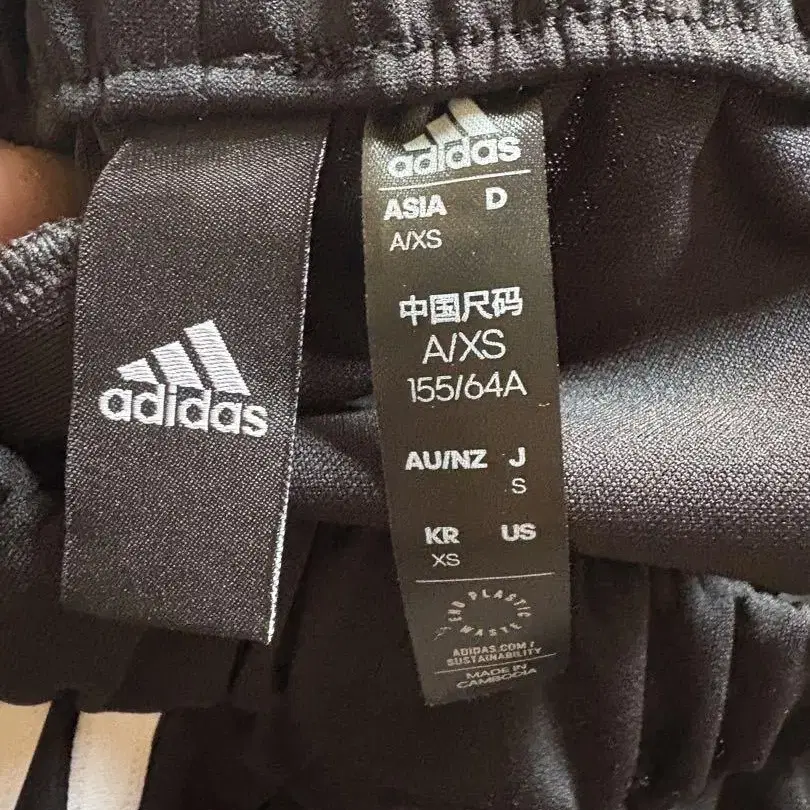 adidas
adidas
ASIA D
A/XS
中国尺码
A/XS
155/64A
AU/NZ J
S
KR US
XS
END PLASTIC WASTE
ADIDAS.COM/
SUSTAINABILITY
MADE IN
CAMBODIA